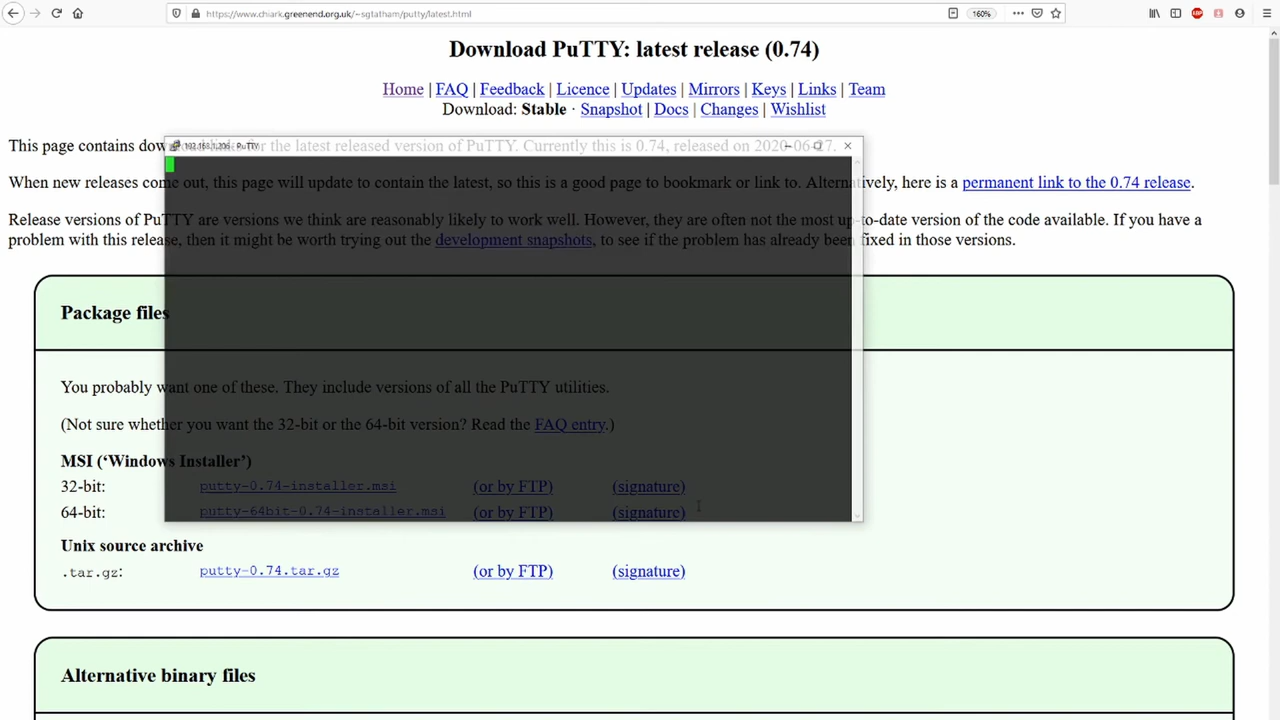 https://www.chiark.greenend.org.uk/~sgtatham/putty/latest.html
160%
Download PuTTY: latest release (0.74)
Home | FAQ | Feedback | Licence | Updates | Mirrors | Keys | Links | Team
Download: Stable · Snapshot | Docs | Changes | Wishlist
This page contains download links for the latest released version of PuTTY. Currently this is 0.74, released on 2020-06-27.
PuTTY
When new releases come out, this page will update to contain the latest, so this is a good page to bookmark or link to. Alternatively, here is a permanent link to the 0.74 release.
Release versions of PuTTY are versions we think are reasonably likely to work well. However, they are often not the most up-to-date version of the code available. If you have a
problem with this release, then it might be worth trying out the development snapshots, to see if the problem has already been fixed in those versions.
Package files
You probably want one of these. They include versions of all the PuTTY utilities.
(Not sure whether you want the 32-bit or the 64-bit version? Read the FAQ entry.)
MSI (‘Windows Installer’)
32-bit: putty-0.74-installer.msi (or by FTP) (signature)
64-bit: putty-64bit-0.74-installer.msi (or by FTP) (signature)
Unix source archive
.tar.gz: putty-0.74.tar.gz (or by FTP) (signature)
Alternative binary files